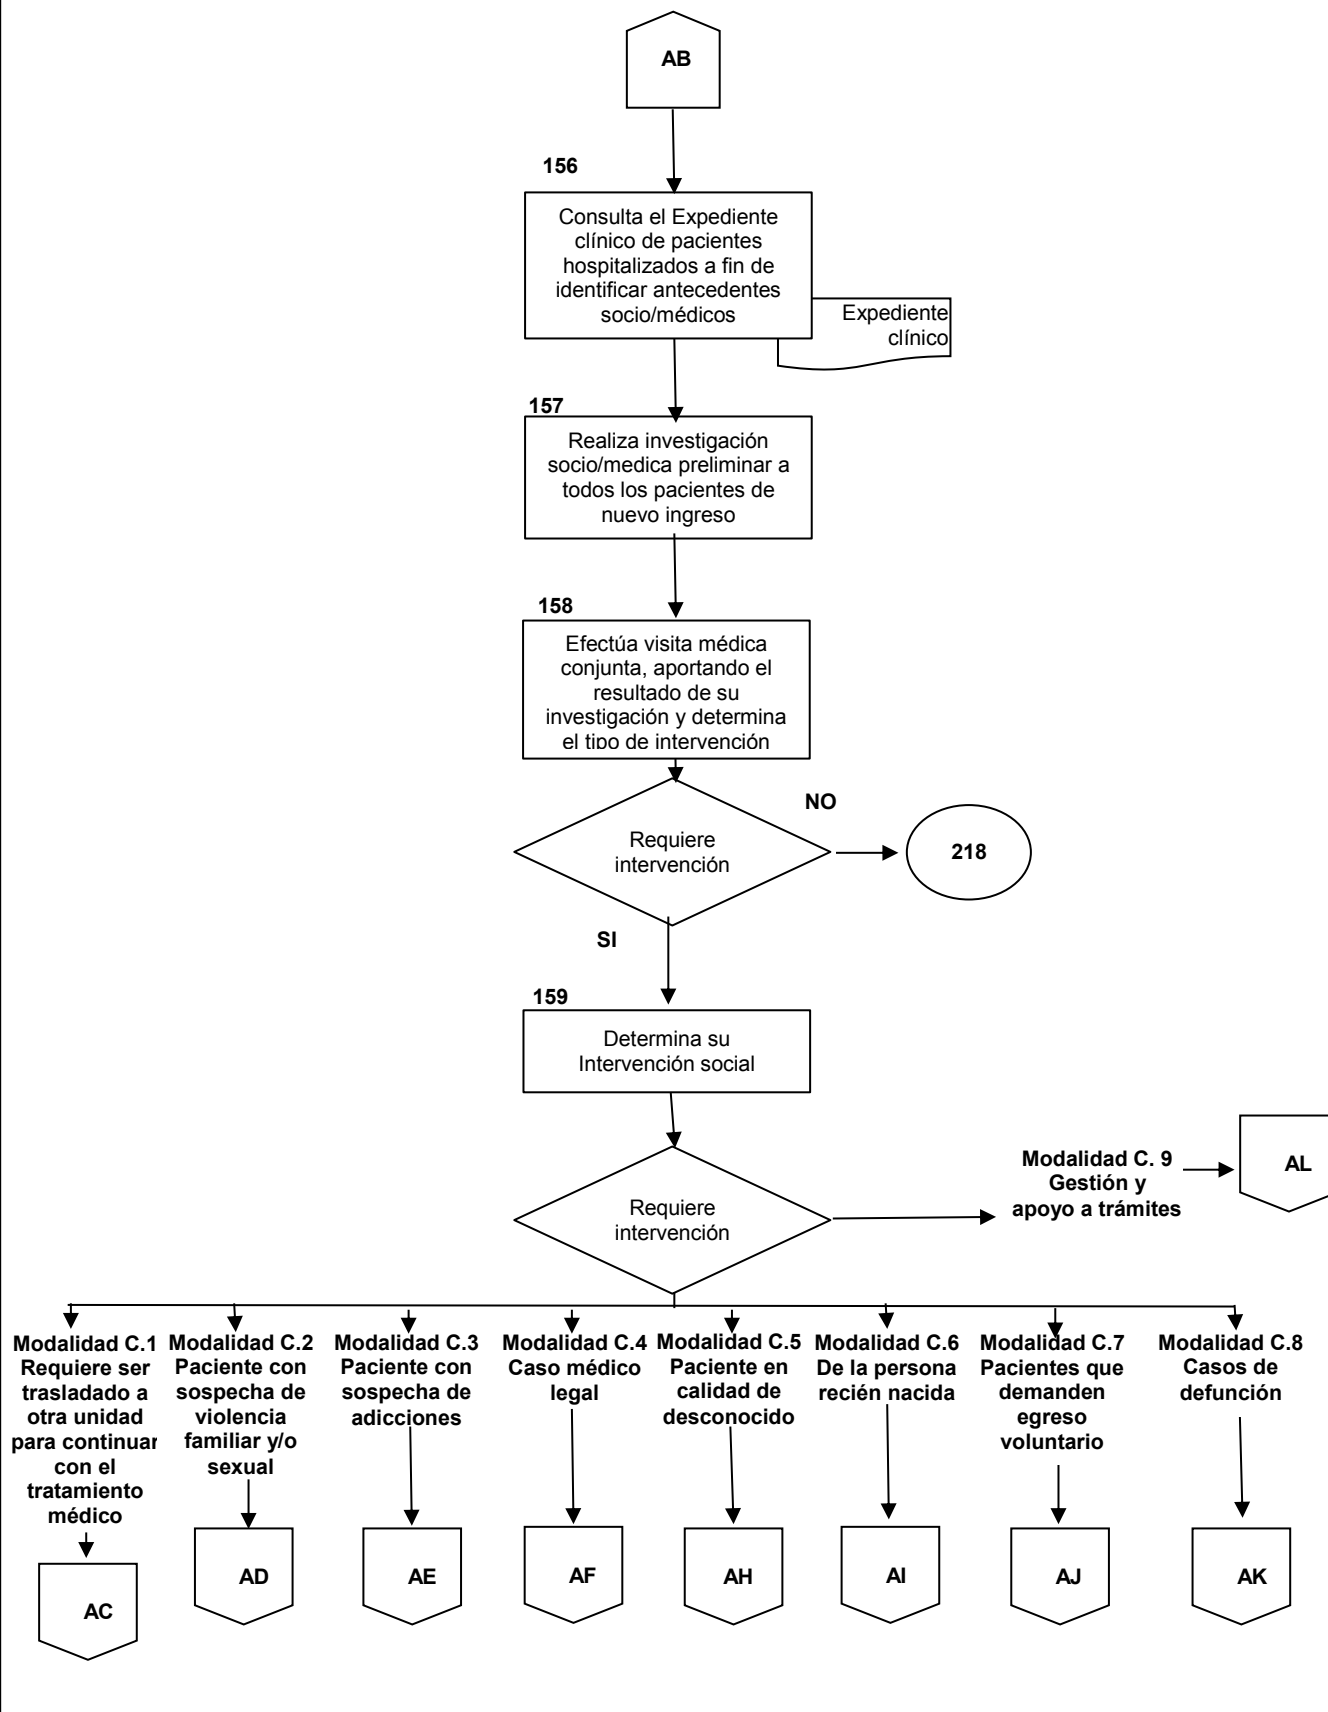 AB
156
Consulta el Expediente
clínico de pacientes
hospitalizados a fin de
identificar antecedentes
socio/médicos
Expediente
clínico
157
Realiza investigación
socio/medica preliminar a
todos los pacientes de
nuevo ingreso
158
Efectúa visita médica
conjunta, aportando el
resultado de su
investigación y determina
el tipo de intervención
NO
Requiere
intervención
218
SI
159
Determina su
Intervención social
Modalidad C. 9
Gestión y
apoyo a trámites
AL
Requiere
intervención
Modalidad C.1
Requiere ser
trasladado a
otra unidad
para continuar
con el
tratamiento
médico
AC
Modalidad C.2
Paciente con
sospecha de
violencia
familiar y/o
sexual
AD
Modalidad C.3
Paciente con
sospecha de
adicciones
AE
Modalidad C.4
Caso médico
legal
AF
Modalidad C.5
Paciente en
calidad de
desconocido
AH
Modalidad C.6
De la persona
recién nacida
AI
Modalidad C.7
Pacientes que
demanden
egreso
voluntario
AJ
Modalidad C.8
Casos de
defunción
AK